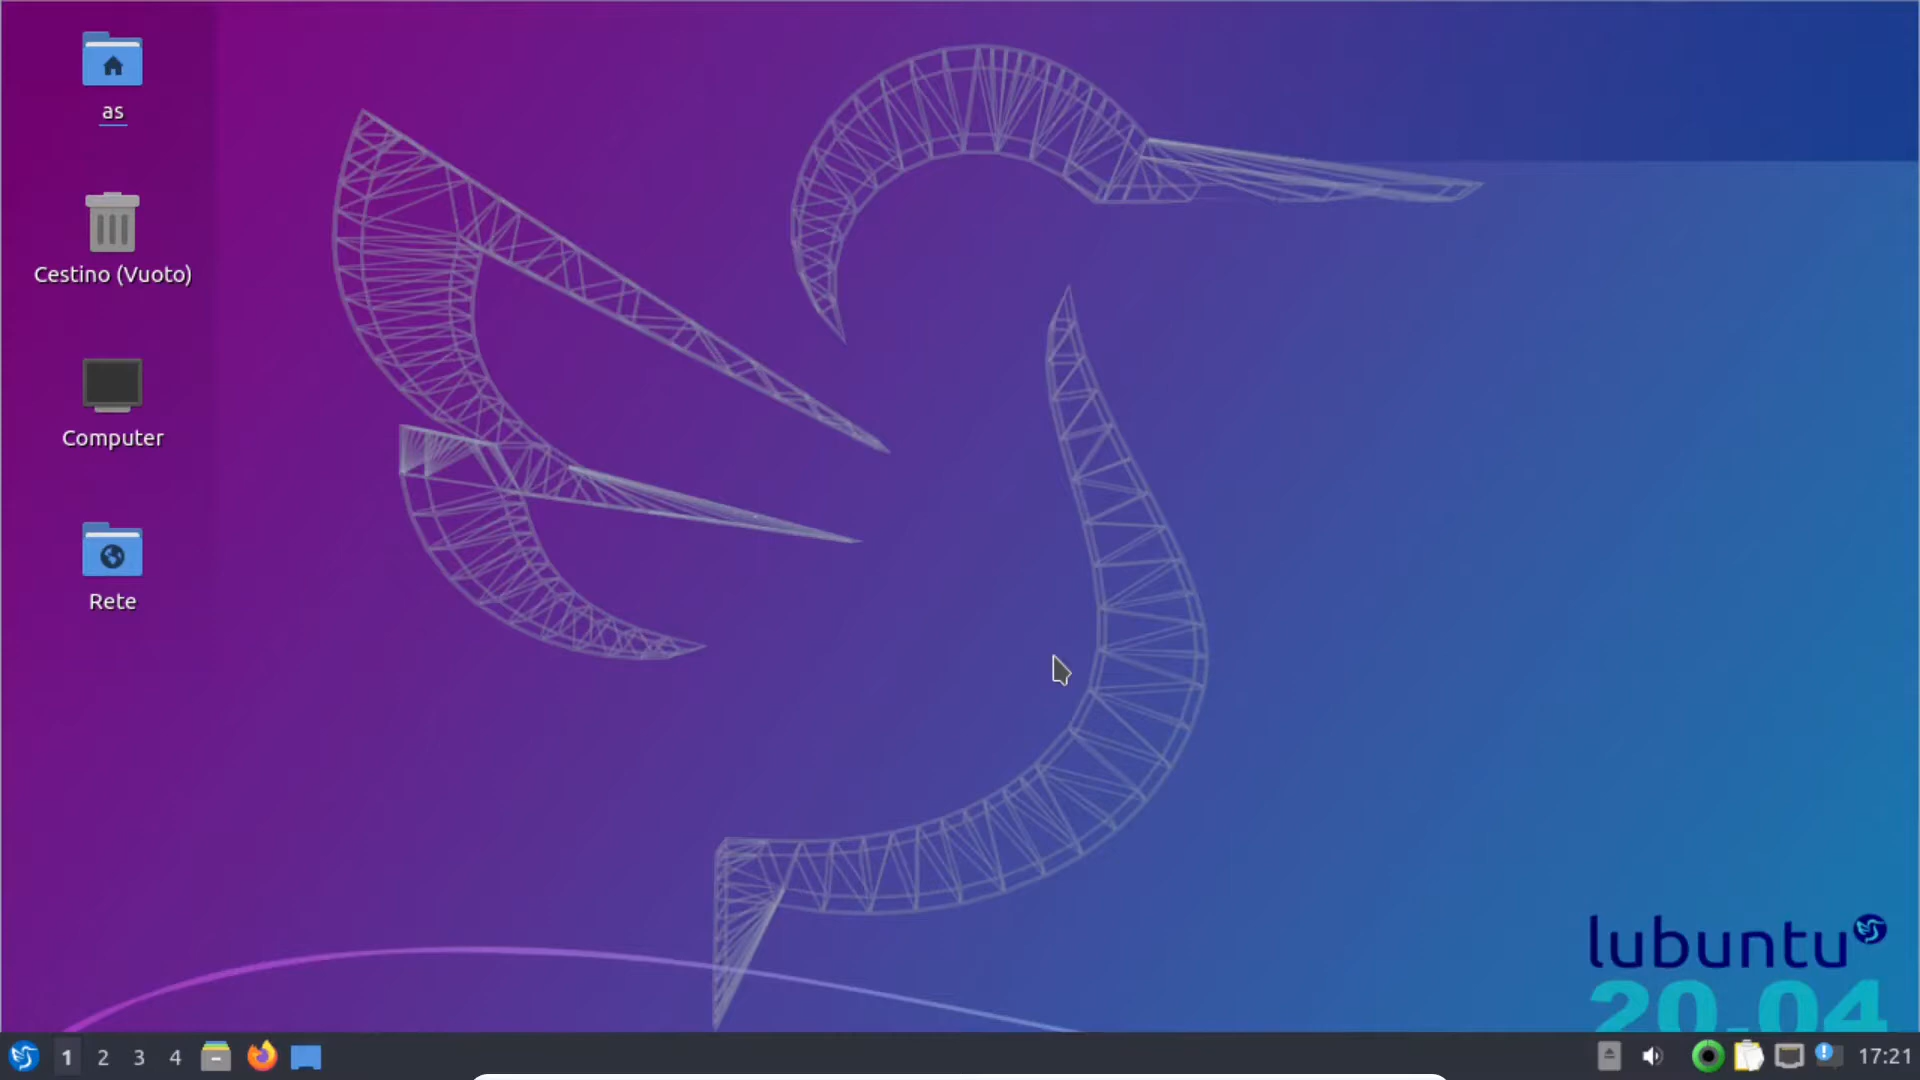 as
Cestino (Vuoto)
Computer
Rete
lubuntu
20.04
1 2 3 4
17:21